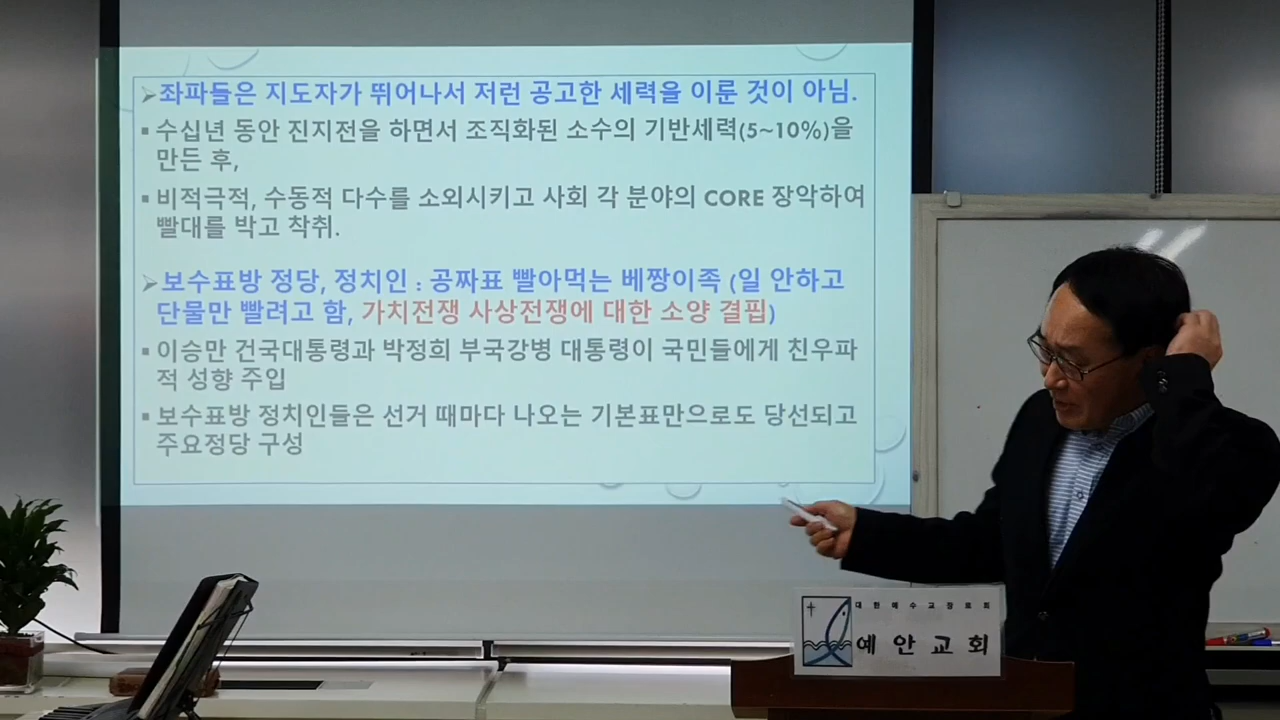 ➢좌파들은 지도자가 뛰어나서 저런 공고한 세력을 이룬 것이 아님.
▪ 수십년 동안 진지전을 하면서 조직화된 소수의 기반세력(5~10%)을
만든 후,
▪ 비적극적, 수동적 다수를 소외시키고 사회 각 분야의 CORE 장악하여
빨대를 박고 착취.
➢보수표방 정당, 정치인 : 공짜표 빨아먹는 베짱이족 (일 안하고
단물만 빨려고 함, 가치전쟁 사상전쟁에 대한 소양 결핍)
▪ 이승만 건국대통령과 박정희 부국강병 대통령이 국민들에게 친우파
적 성향 주입
▪ 보수표방 정치인들은 선거 때마다 나오는 기본표만으로도 당선되고
주요정당 구성
대한예수교장로회
예안교회